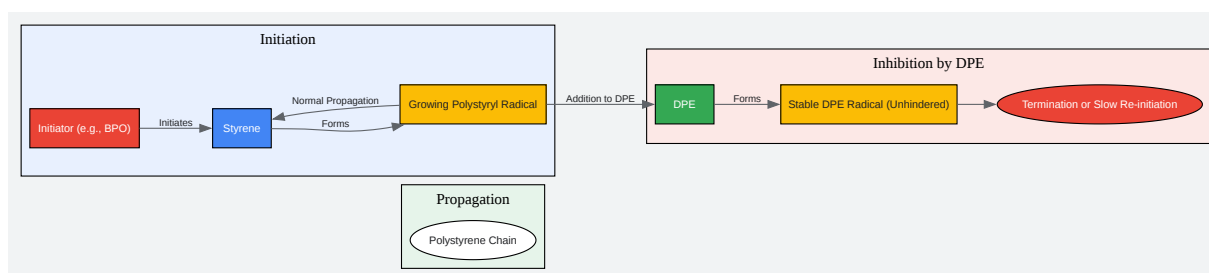 Initiation
Initiator (e.g., BPO)
Initiates
Styrene
Normal Propagation
Forms
Growing Polystyryl Radical
Addition to DPE
Inhibition by DPE
DPE
Forms
Stable DPE Radical (Unhindered)
Termination or Slow Re-initiation
Propagation
Polystyrene Chain